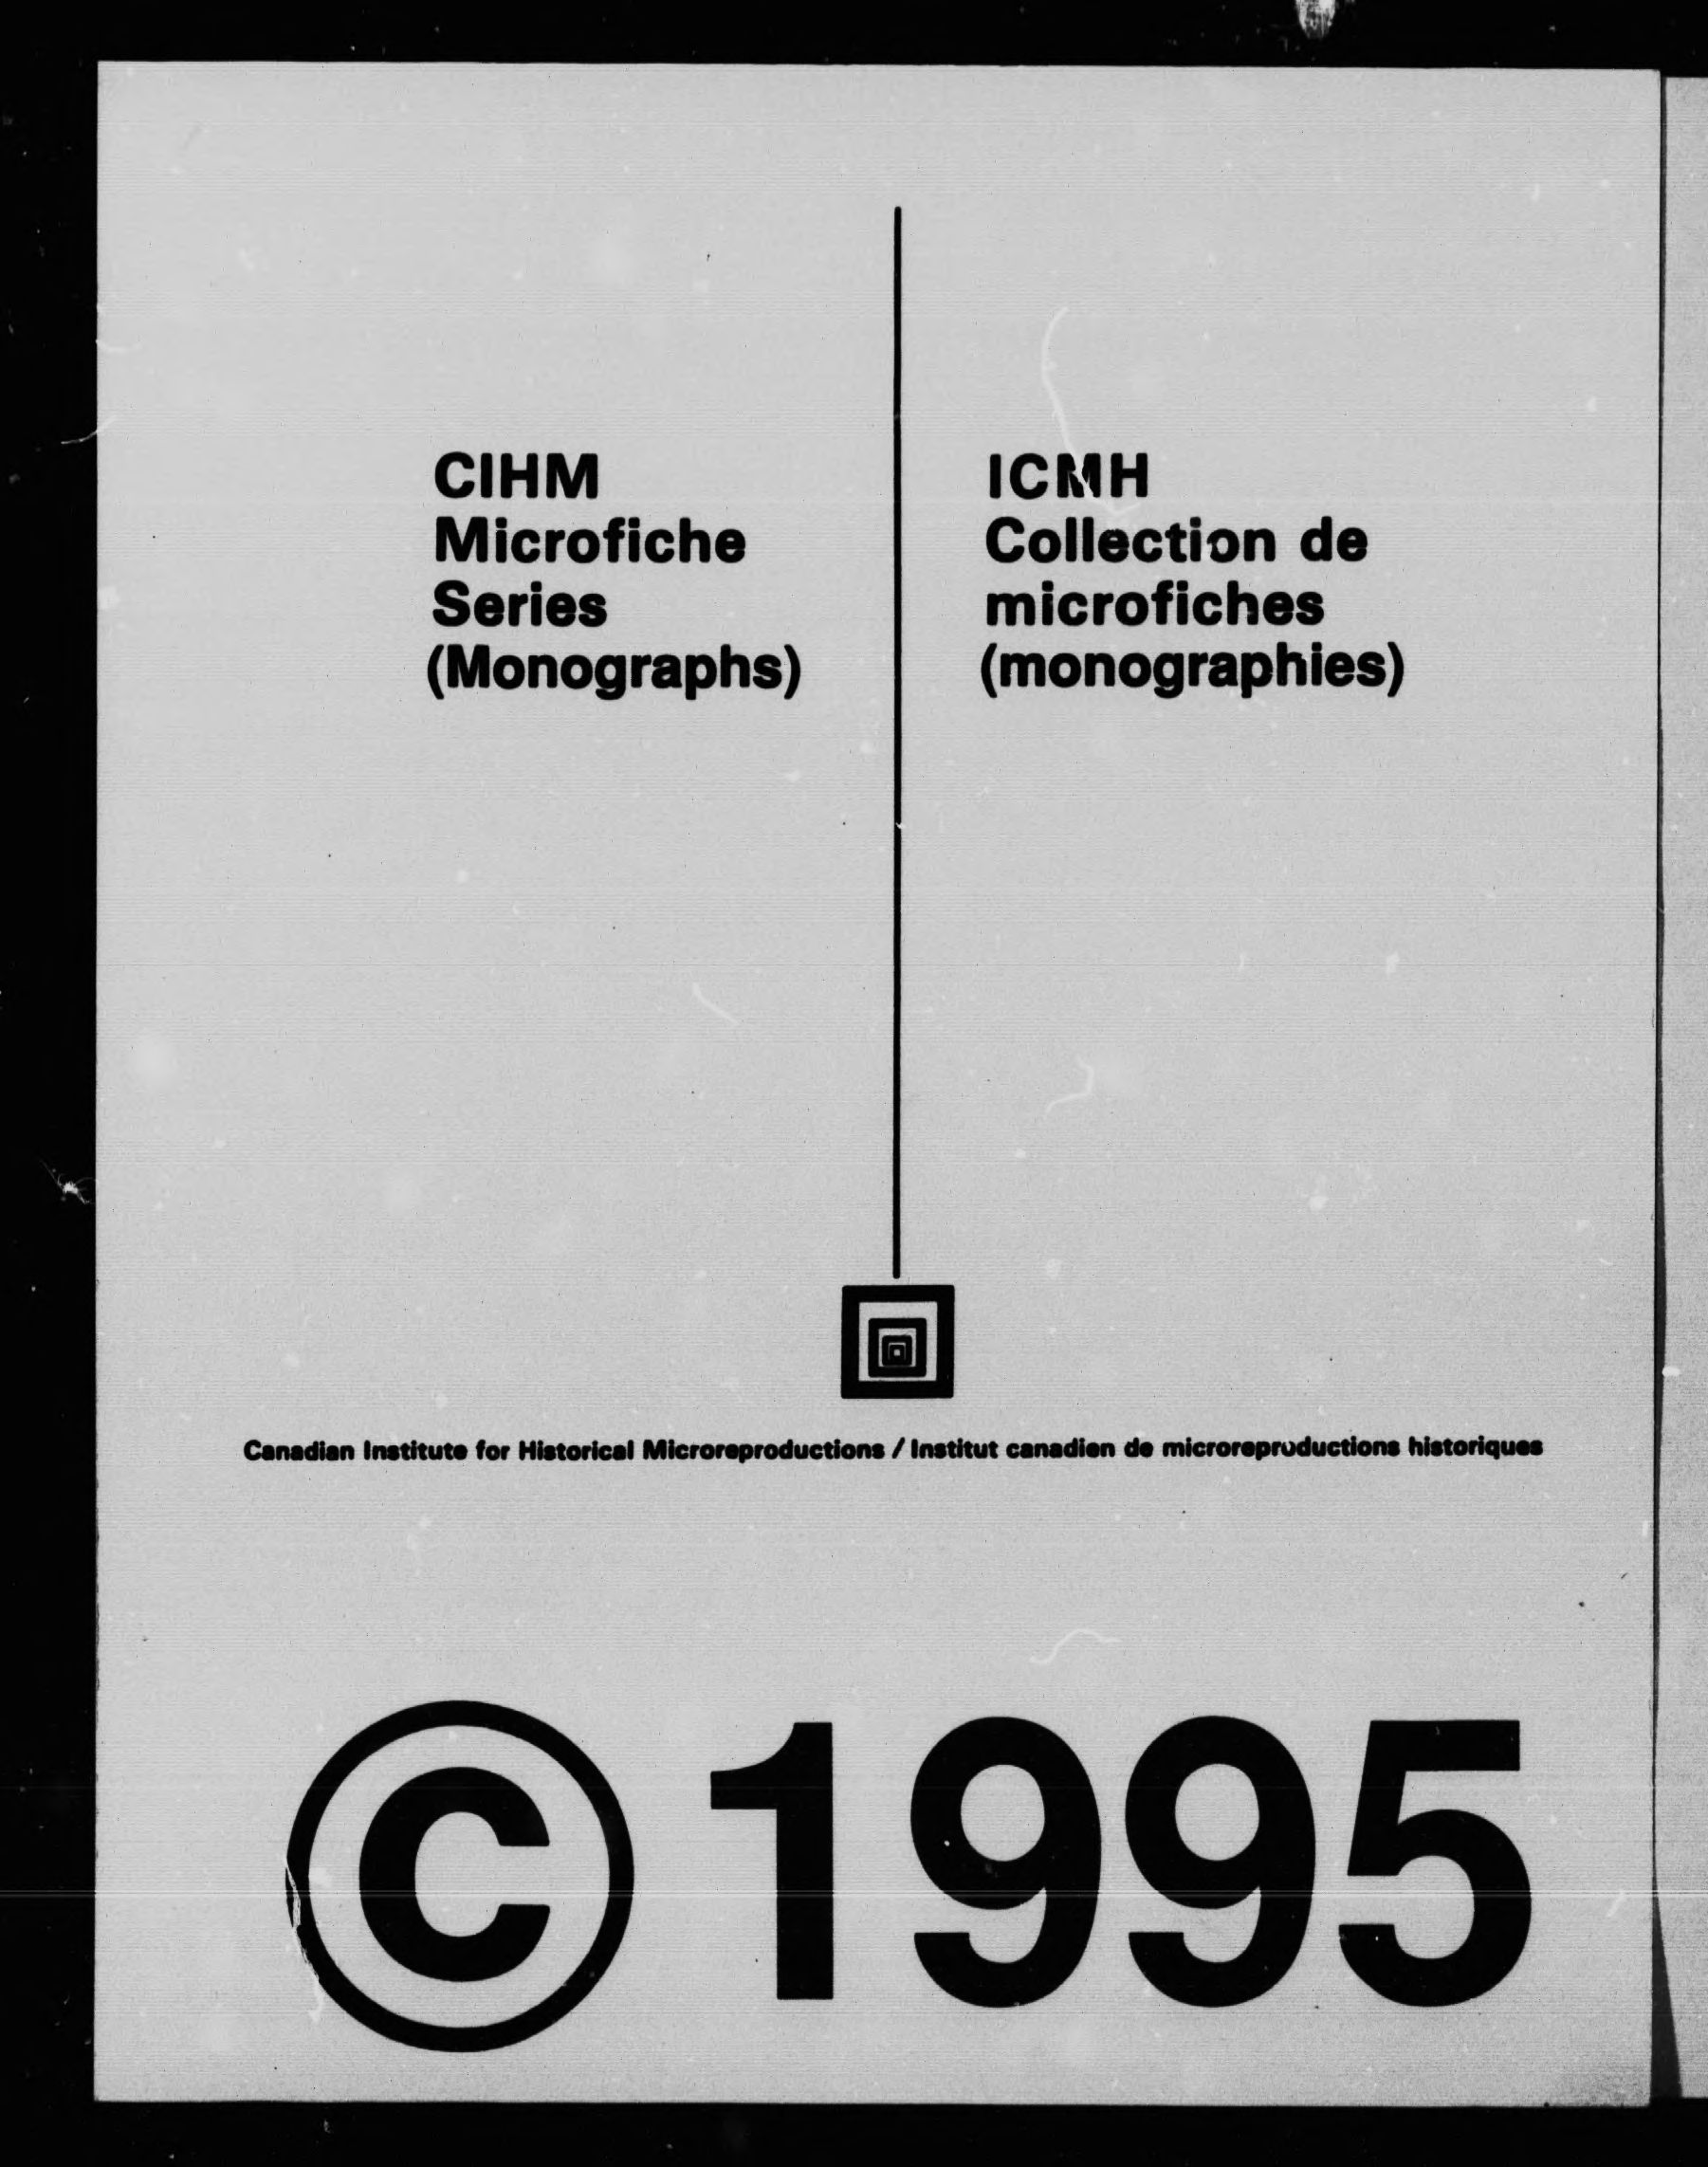 CIHM
Microfiche
Series
(Monographs)
ICMH
Collection de
microfiches
(monographies)
Canadian Institute for Historical Microreproductions / Institut canadien de microreproductions historiques
© 1995